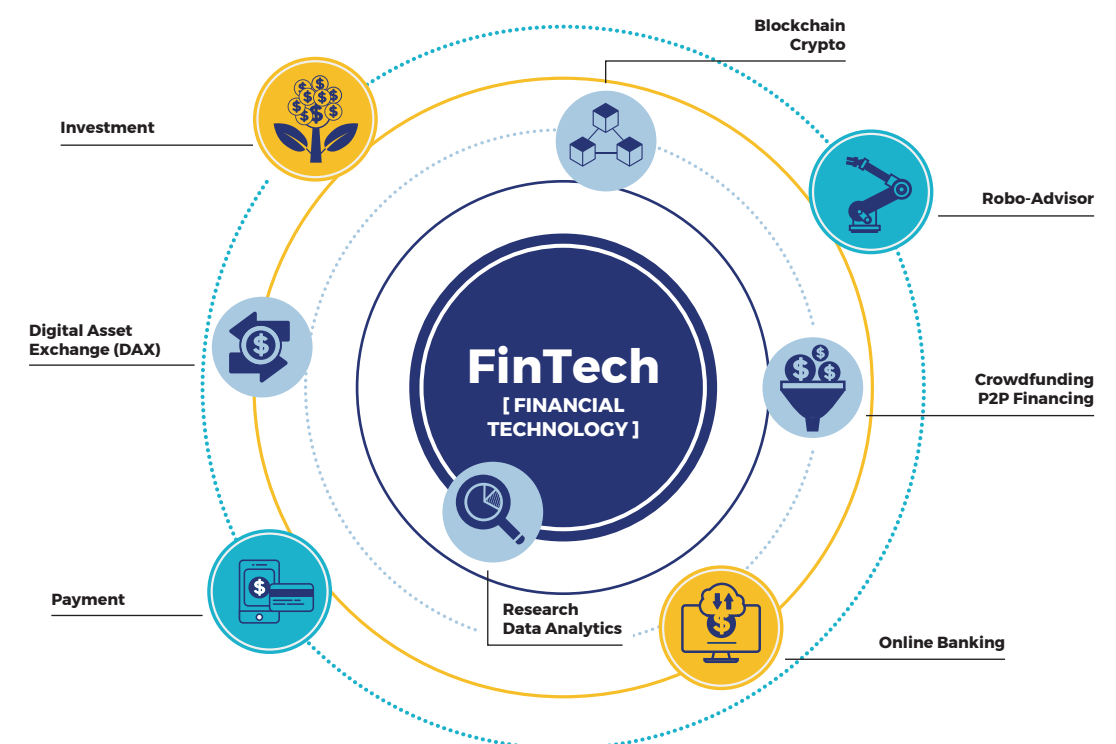 Blockchain
Crypto
Investment
Robo-Advisor
Digital Asset
Exchange (DAX)
FinTech
[ FINANCIAL
TECHNOLOGY ]
Crowdfunding
P2P Financing
Payment
Research
Data Analytics
Online Banking